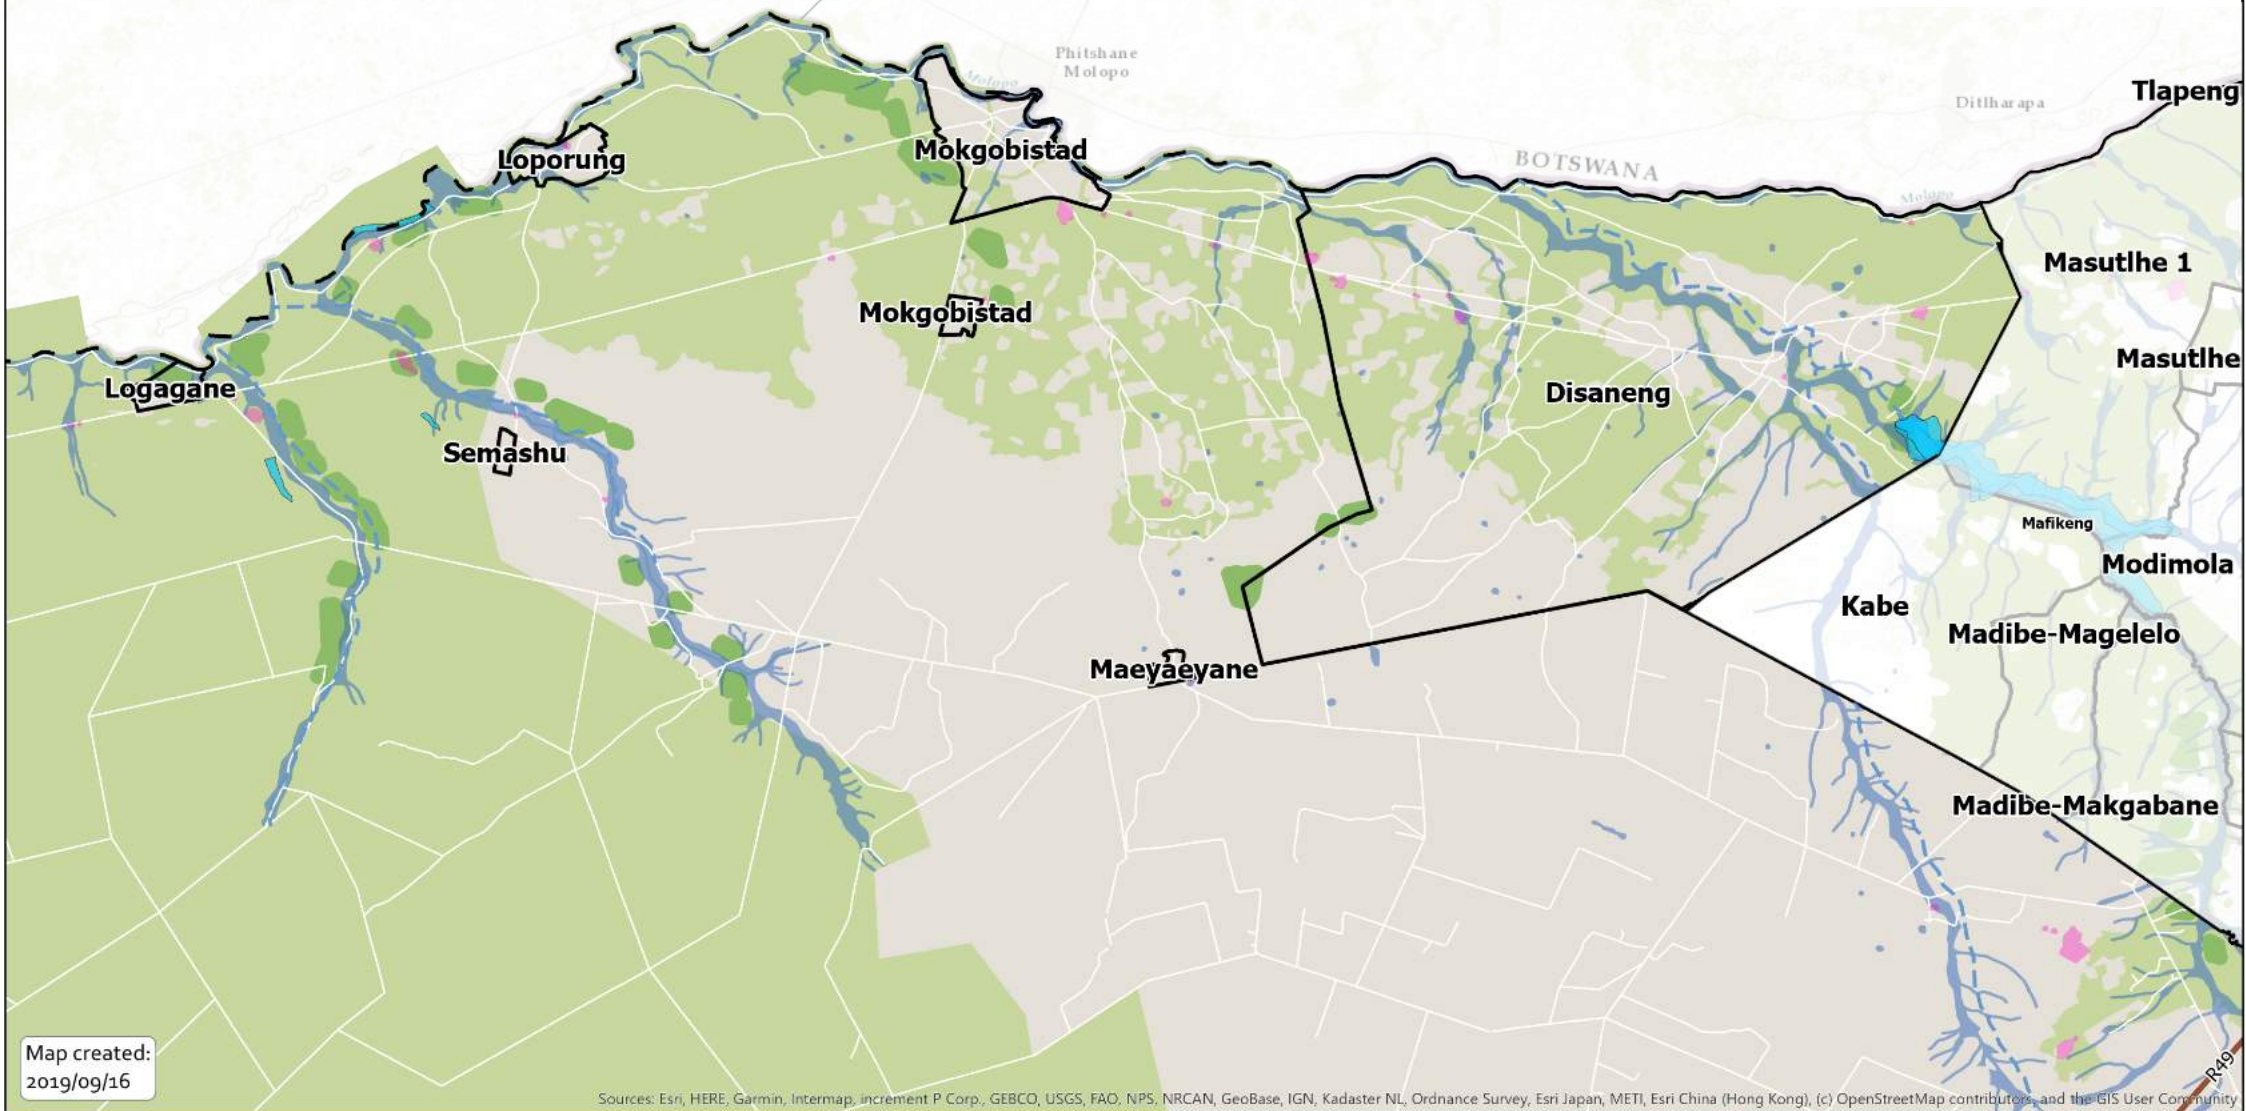 Phitshane
Molopo
Molopo
Tlapeng
Ditlharapa
Loporung
Mokgobistad
BOTSWANA
Molopo
Masutlhe 1
Mokgobistad
Masutlhe
Logagane
Disaneng
Semashu
Mafikeng
Modimola
Kabe
Madibe-Magelelo
Maeyaeyane
Madibe-Makgabane
Map created:
2019/09/16
R49
Sources: Esri, HERE, Garmin, Intermap, increment P Corp., GEBCO, USGS, FAO, NPS, NRCAN, GeoBase, IGN, Kadaster NL, Ordnance Survey, Esri Japan, METI, Esri China (Hong Kong), (c) OpenStreetMap contributors, and the GIS User Community